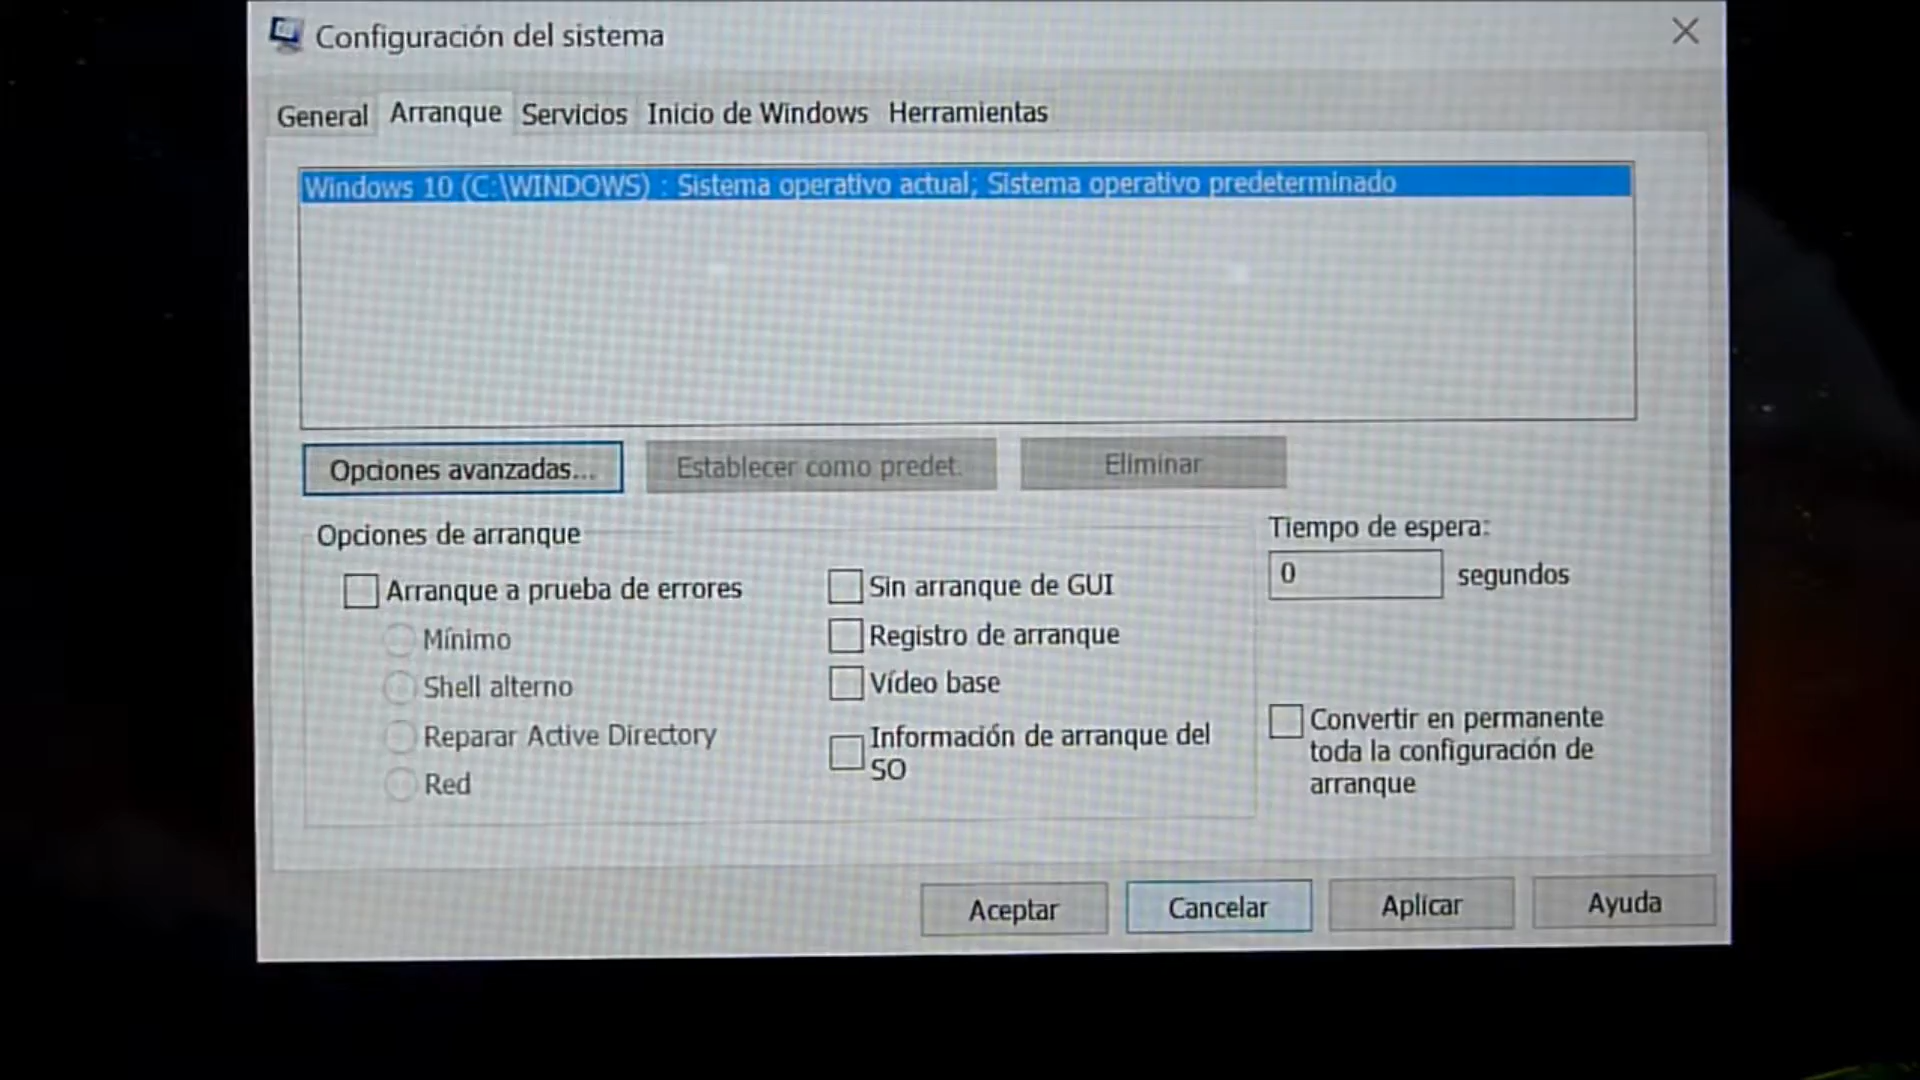 Configuración del sistema
General Arranque Servicios Inicio de Windows Herramientas
Windows 10 (C:\WINDOWS) : Sistema operativo actual; Sistema operativo predeterminado
Opciones avanzadas... Establecer como predet. Eliminar
Opciones de arranque
Arranque a prueba de errores
Mínimo
Shell alterno
Reparar Active Directory
Red
Sin arranque de GUI
Registro de arranque
Vídeo base
Información de arranque del
SO
Tiempo de espera:
0 segundos
Convertir en permanente
toda la configuración de
arranque
Aceptar Cancelar Aplicar Ayuda